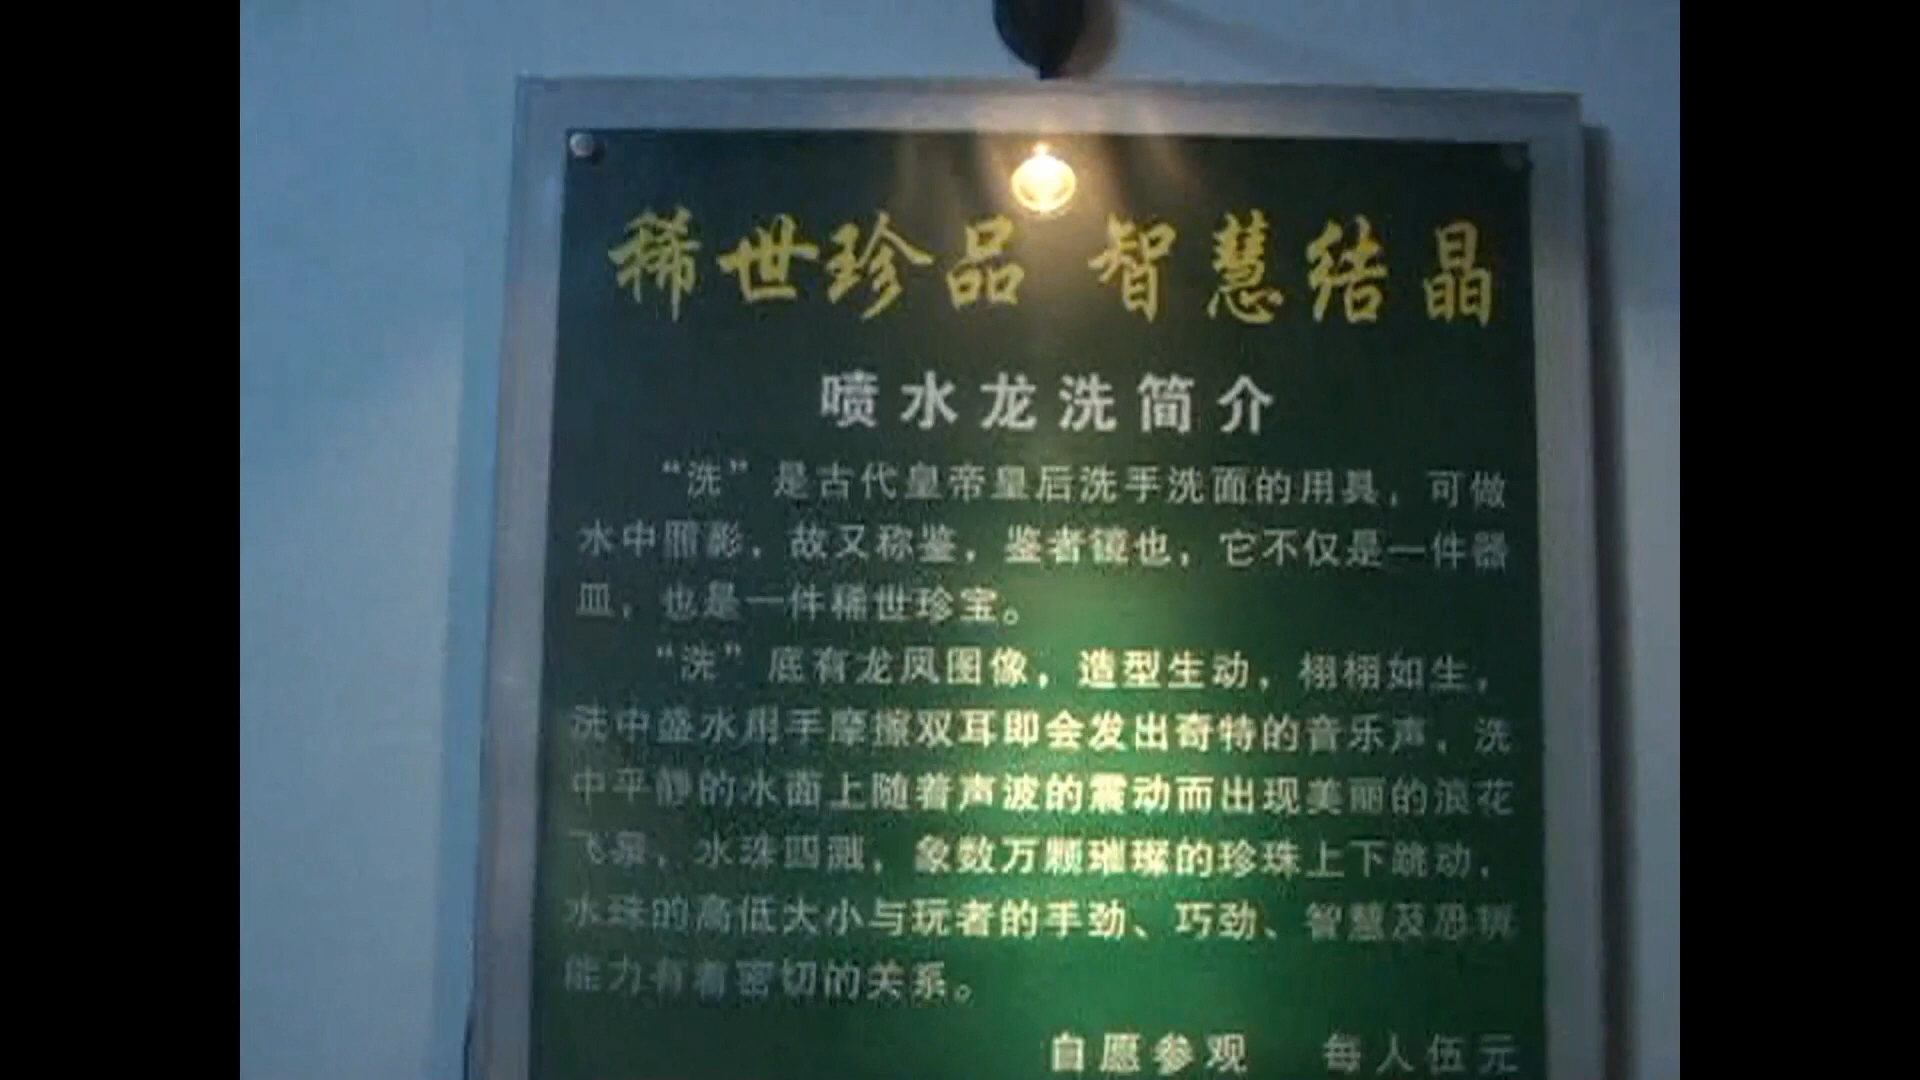 稀世珍品 智慧结晶
喷水龙洗简介
“洗”是古代皇帝皇后洗手洗面的用具，可做
水中照影，故又称鉴，鉴者镜也，它不仅是一件器
皿，也是一件稀世珍宝。
“洗”底有龙凤图像，造型生动，栩栩如生，
洗中盛水用手摩擦双耳即会发出奇特的音乐声，洗
中平静的水面上随着声波的震动而出现美丽的浪花
飞瀑，水珠四溅，象数万颗璀璨的珍珠上下跳动，
水珠的高低大小与玩者的手劲、巧劲、智慧及思维
能力有着密切的关系。
自愿参观 每人伍元